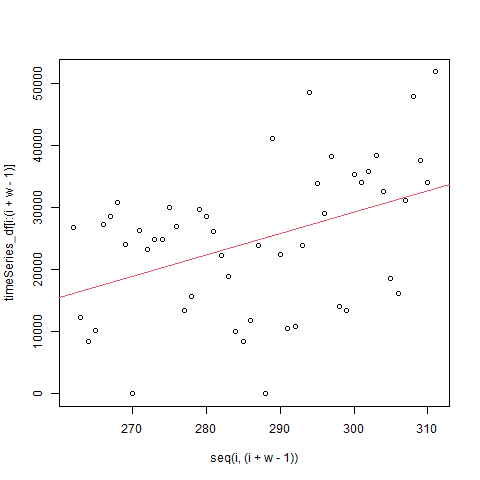 timeSeries_df[i:(i + w - 1)]
50000
40000
30000
20000
10000
0
270 280 290 300 310
seq(i, (i + w - 1))